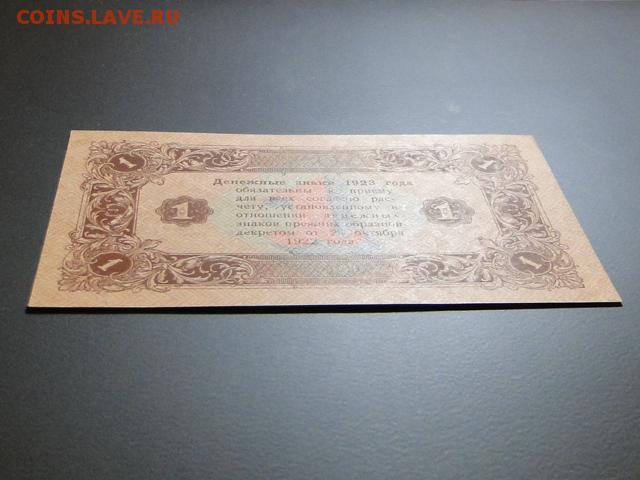 COINS.LAVE.RU
1 1
Денежные знаки 1923 года
обязательны к приему
для всех согласно рас-
1 чету, установленному в 1
отношении денежных
знаков прежних образцов
декретом от октября
1922 года.
1 1